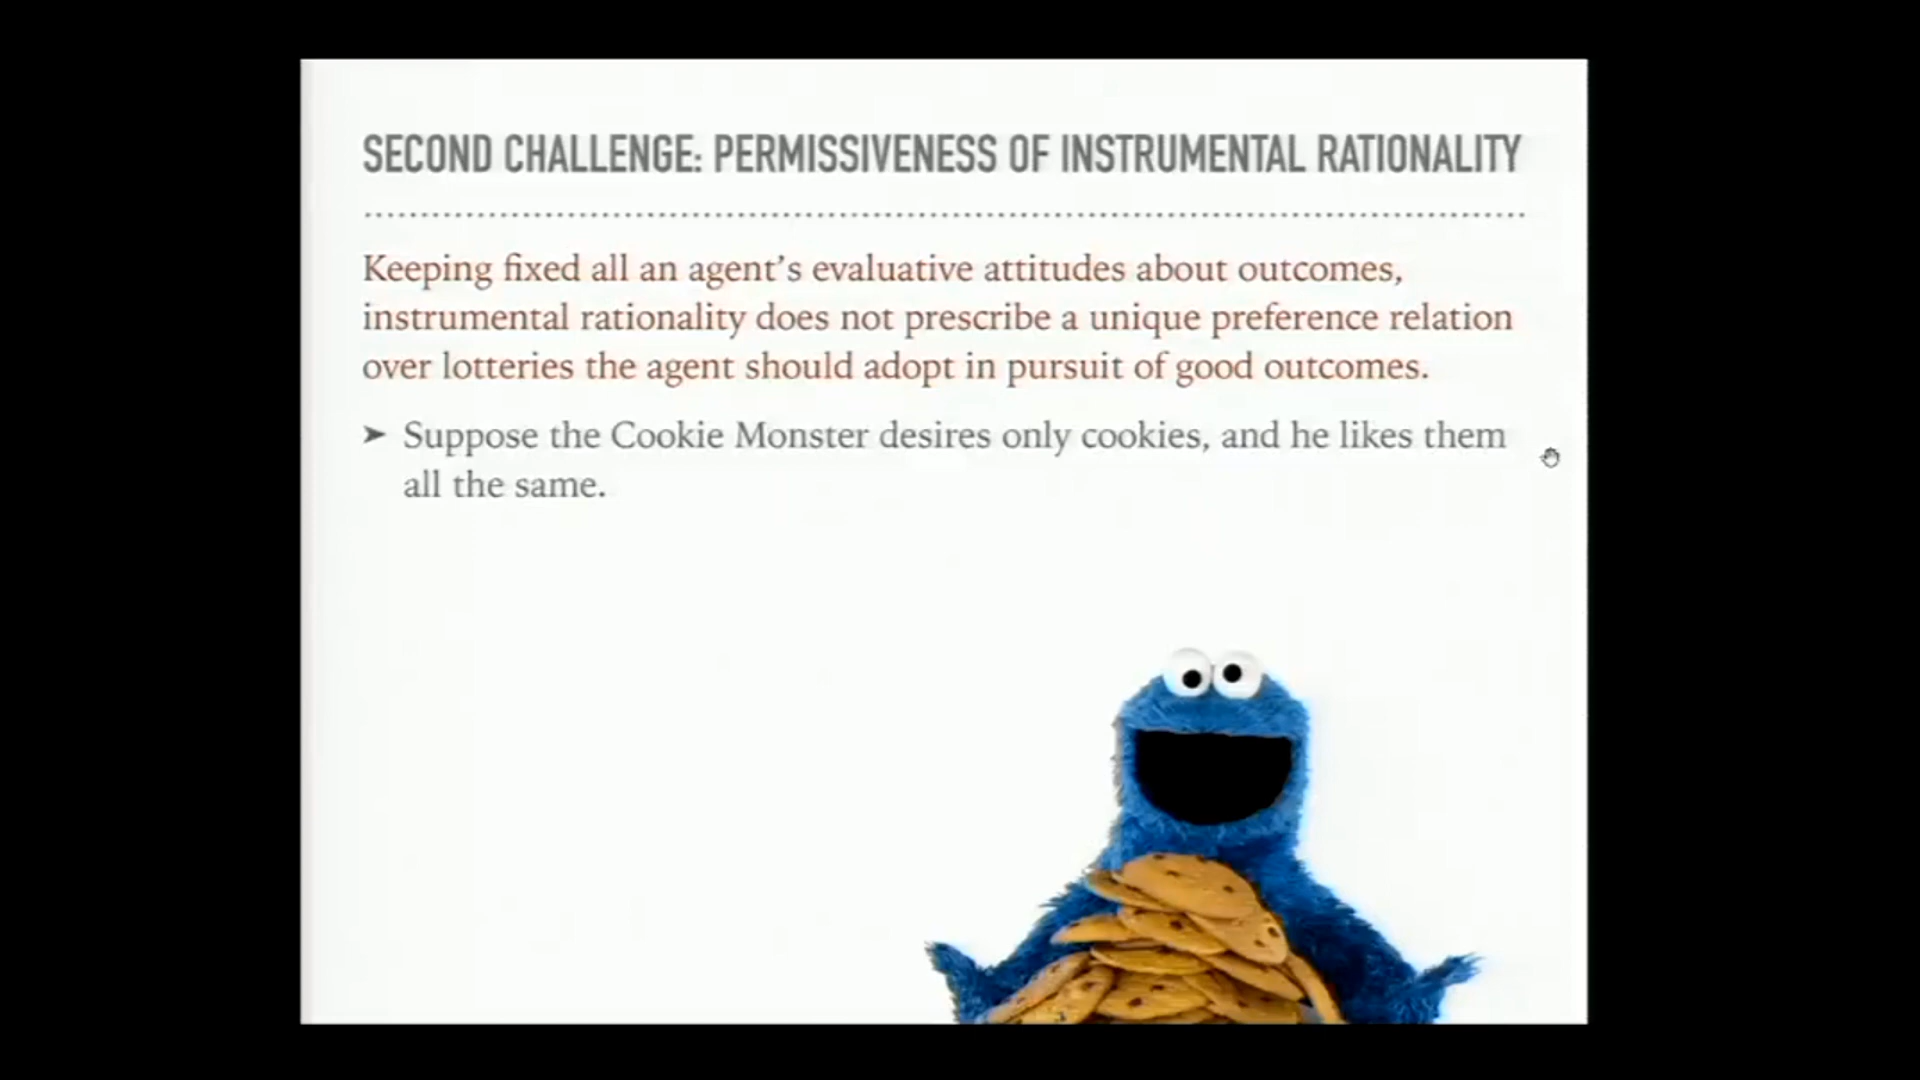 SECOND CHALLENGE: PERMISSIVENESS OF INSTRUMENTAL RATIONALITY
Keeping fixed all an agent's evaluative attitudes about outcomes,
instrumental rationality does not prescribe a unique preference relation
over lotteries the agent should adopt in pursuit of good outcomes.
➤ Suppose the Cookie Monster desires only cookies, and he likes them
all the same.